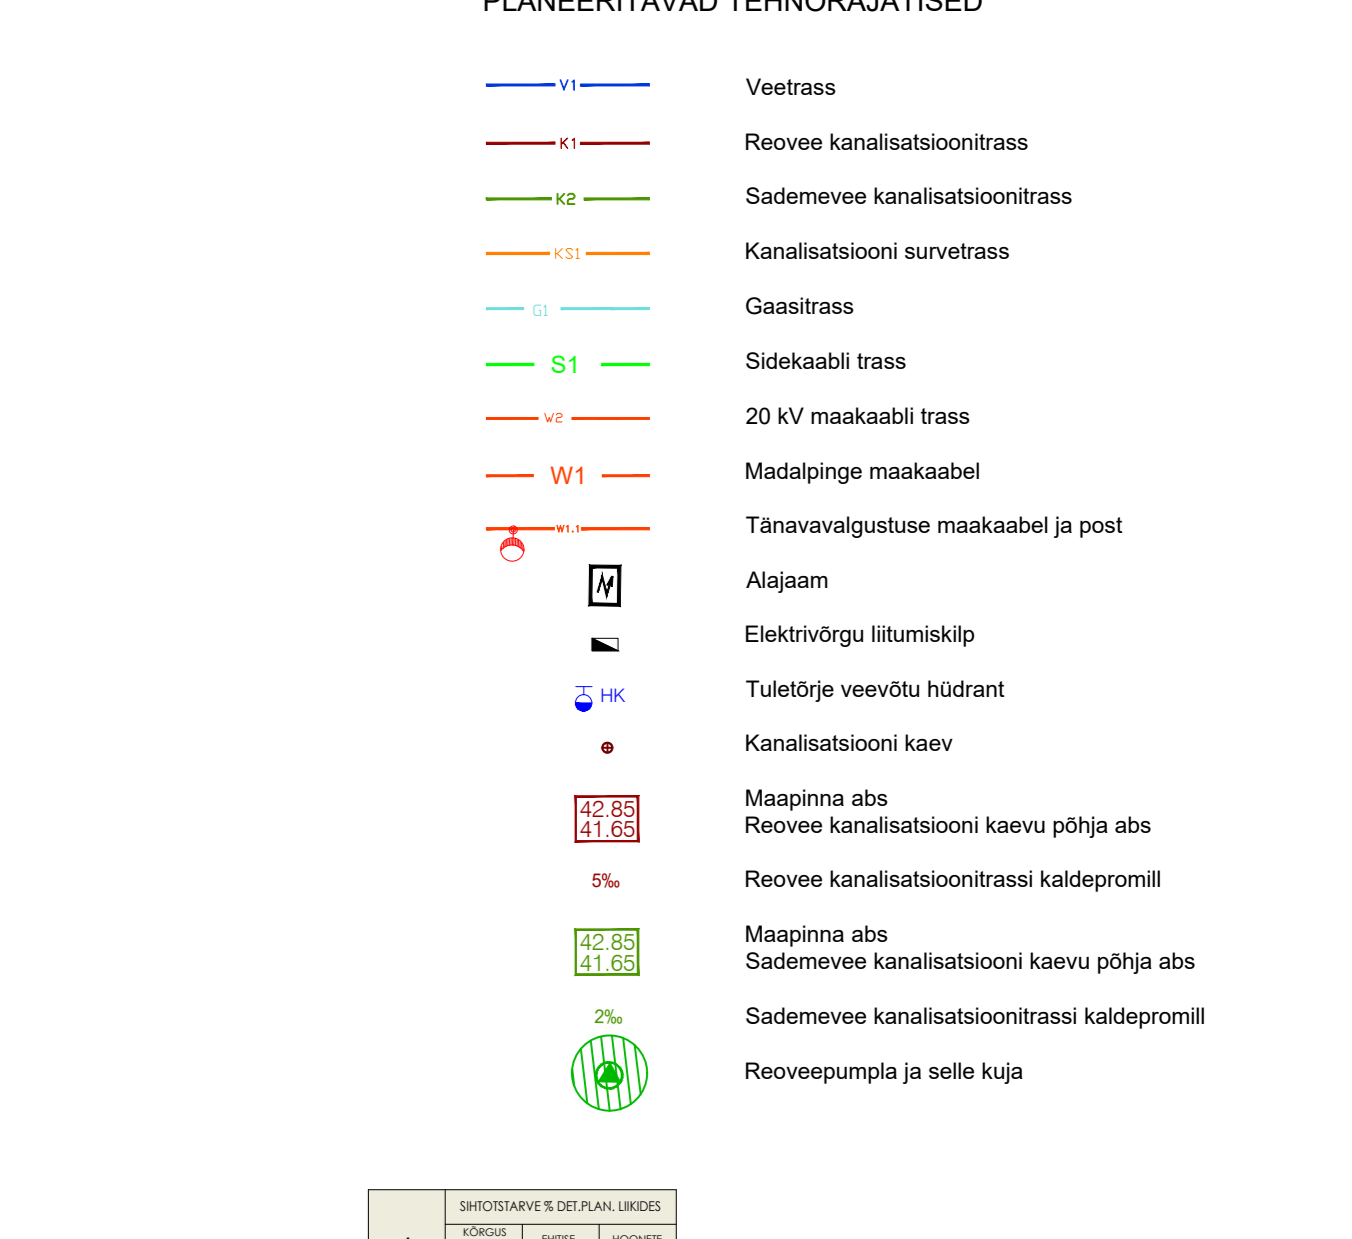 PLANEERITAVAD TEHNORAJATISED
V1 Veetrass
K1 Reovee kanalisatsioonitrass
K2 Sademevee kanalisatsioonitrass
KS1 Kanalisatsiooni survetrass
G1 Gaasitrass
S1 Sidekaabli trass
W2 20 kV maakaabli trass
W1 Madalpinge maakaabel
W1.1 Tänavavalgustuse maakaabel ja post
Alajaam
Elektrivõrgu liitumiskilp
HK Tuletõrje veevõtu hüdrant
Kanalisatsiooni kaev
42.85 Maapinna abs
41.65 Reovee kanalisatsiooni kaevu põhja abs
5‰ Reovee kanalisatsioonitrassi kaldepromill
42.85 Maapinna abs
41.65 Sademevee kanalisatsiooni kaevu põhja abs
2‰ Sademevee kanalisatsioonitrassi kaldepromill
Reoveepumpla ja selle kuja
SIHTOTSTARVE % DET.PLAN. LIIKIDES
KÕRGUS EHITISE HOONETE